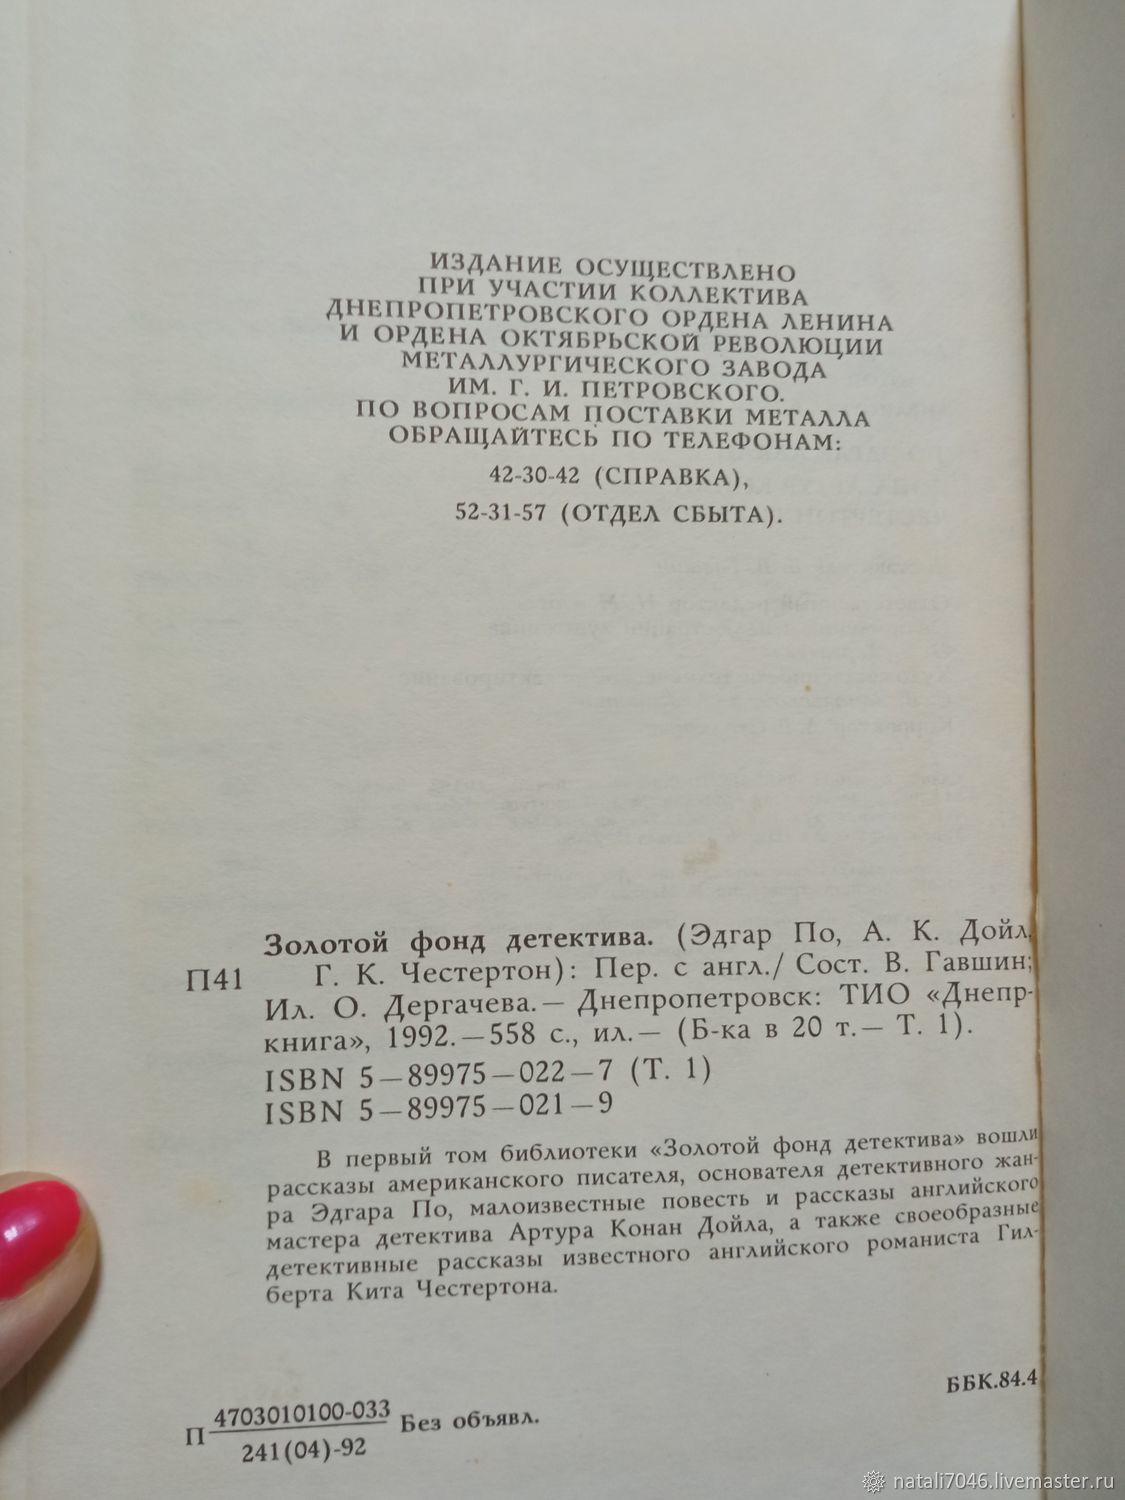 ИЗДАНИЕ ОСУЩЕСТВЛЕНО
ПРИ УЧАСТИИ КОЛЛЕКТИВА
ДНЕПРОПЕТРОВСКОГО ОРДЕНА ЛЕНИНА
И ОРДЕНА ОКТЯБРЬСКОЙ РЕВОЛЮЦИИ
МЕТАЛЛУРГИЧЕСКОГО ЗАВОДА
ИМ. Г. И. ПЕТРОВСКОГО.
ПО ВОПРОСАМ ПОСТАВКИ МЕТАЛЛА
ОБРАЩАЙТЕСЬ ПО ТЕЛЕФОНАМ:
42-30-42 (СПРАВКА),
52-31-57 (ОТДЕЛ СБЫТА).
Золотой фонд детектива. (Эдгар По, А. К. Дойл,
П41 Г. К. Честертон): Пер. с англ./ Сост. В. Гавшин;
Ил. О. Дергачева.— Днепропетровск: ТИО «Днепр-
книга», 1992.—558 с., ил.— (Б-ка в 20 т.— Т. 1).
ISBN 5—89975—022—7 (Т. 1)
ISBN 5—89975—021—9
В первый том библиотеки «Золотой фонд детектива» вошли
рассказы американского писателя, основателя детективного жан-
ра Эдгара По, малоизвестные повесть и рассказы английского
мастера детектива Артура Конан Дойла, а также своеобразные
детективные рассказы известного английского романиста Гил-
берта Кита Честертона.
ББК.84.4
П 4703010100-033 Без объявл.
241(04)-92
natali7046.livemaster.ru